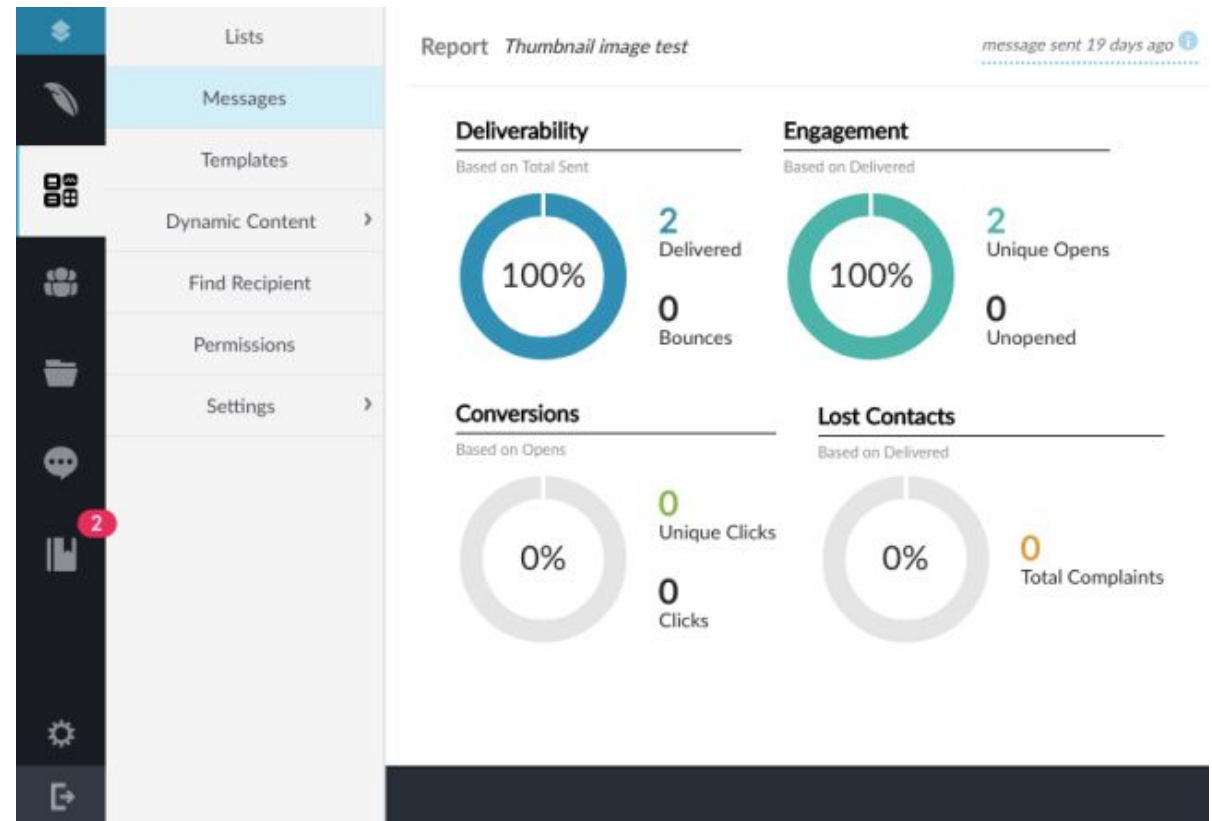 Lists
Messages
Templates
Dynamic Content
Find Recipient
Permissions
Settings
2
Report Thumbnail image test
message sent 19 days ago
Deliverability
Based on Total Sent
100%
2
Delivered
0
Bounces
Engagement
Based on Delivered
100%
2
Unique Opens
0
Unopened
Conversions
Based on Opens
0%
0
Unique Clicks
0
Clicks
Lost Contacts
Based on Delivered
0%
0
Total Complaints